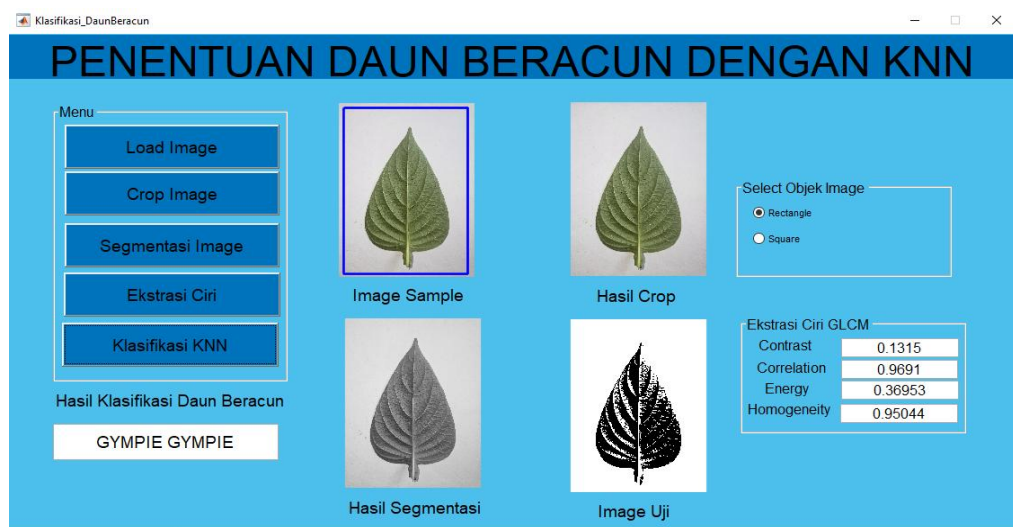 Klasifikasi_DaunBeracun
PENENTUAN DAUN BERACUN DENGAN KNN
Menu
Load Image
Crop Image
Segmentasi Image
Ekstrasi Ciri
Klasifikasi KNN
Hasil Klasifikasi Daun Beracun
GYMPIE GYMPIE
Image Sample
Hasil Crop
Hasil Segmentasi
Image Uji
Select Objek Image
Rectangle
Square
Ekstrasi Ciri GLCM
Contrast 0.1315
Correlation 0.9691
Energy 0.36953
Homogeneity 0.95044